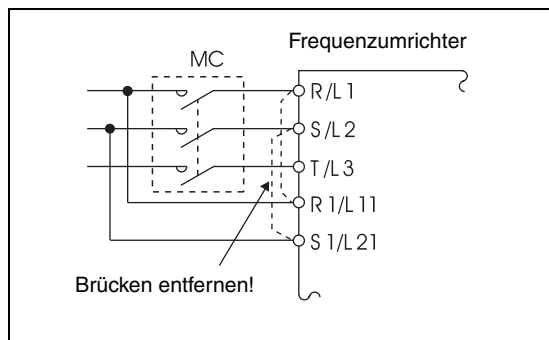 Frequenzumrichter
MC
R/L1
S/L2
T/L3
R1/L11
S1/L21
Brücken entfernen!